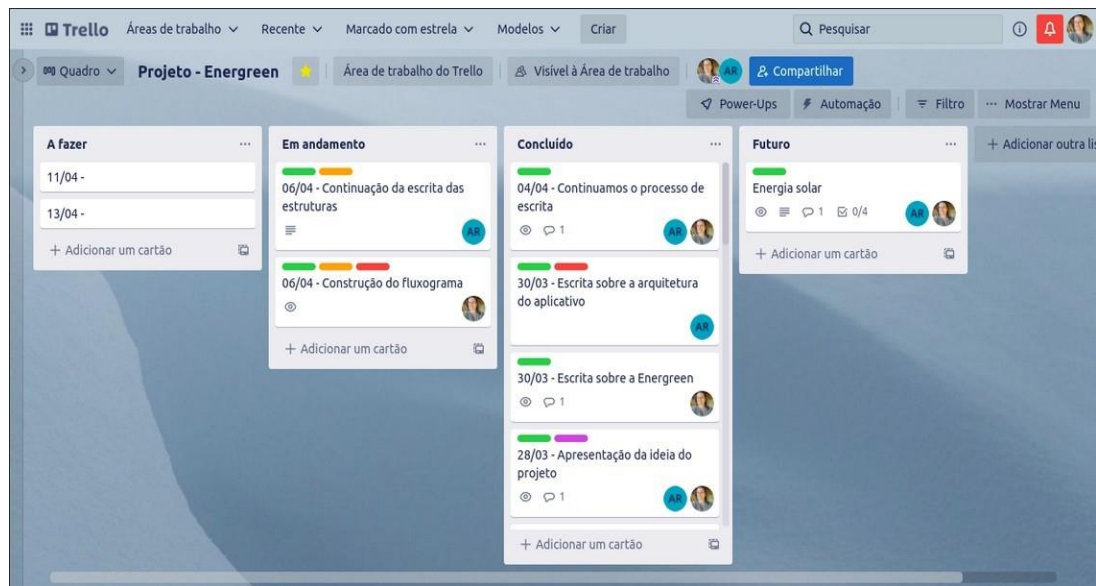 Trello Áreas de trabalho Recente Marcado com estrela Modelos Criar Pesquisar
Quadro Projeto - Energreen Área de trabalho do Trello Visível à Área de trabalho AR Compartilhar
Power-Ups Automação Filtro ... Mostrar Menu
A fazer ...
11/04 -
13/04 -
+ Adicionar um cartão
Em andamento ...
06/04 - Continuação da escrita das
estruturas
AR
06/04 - Construção do fluxograma
+ Adicionar um cartão
Concluído ...
04/04 - Continuamos o processo de
escrita
1 AR
30/03 - Escrita sobre a arquitetura
do aplicativo
AR
30/03 - Escrita sobre a Energreen
1
28/03 - Apresentação da ideia do
projeto
1 AR
+ Adicionar um cartão
Futuro ...
Energia solar
1 0/4 AR
+ Adicionar um cartão
+ Adicionar outra lis